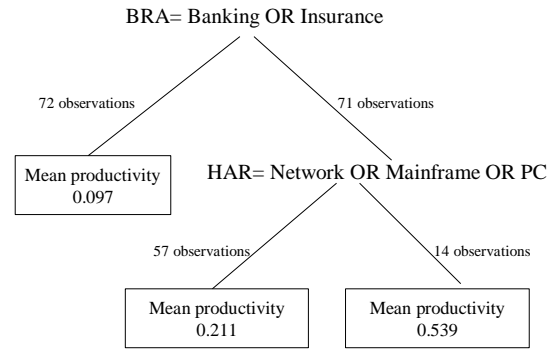 BRA= Banking OR Insurance
72 observations
71 observations
Mean productivity
0.097
HAR= Network OR Mainframe OR PC
57 observations
14 observations
Mean productivity
0.211
Mean productivity
0.539